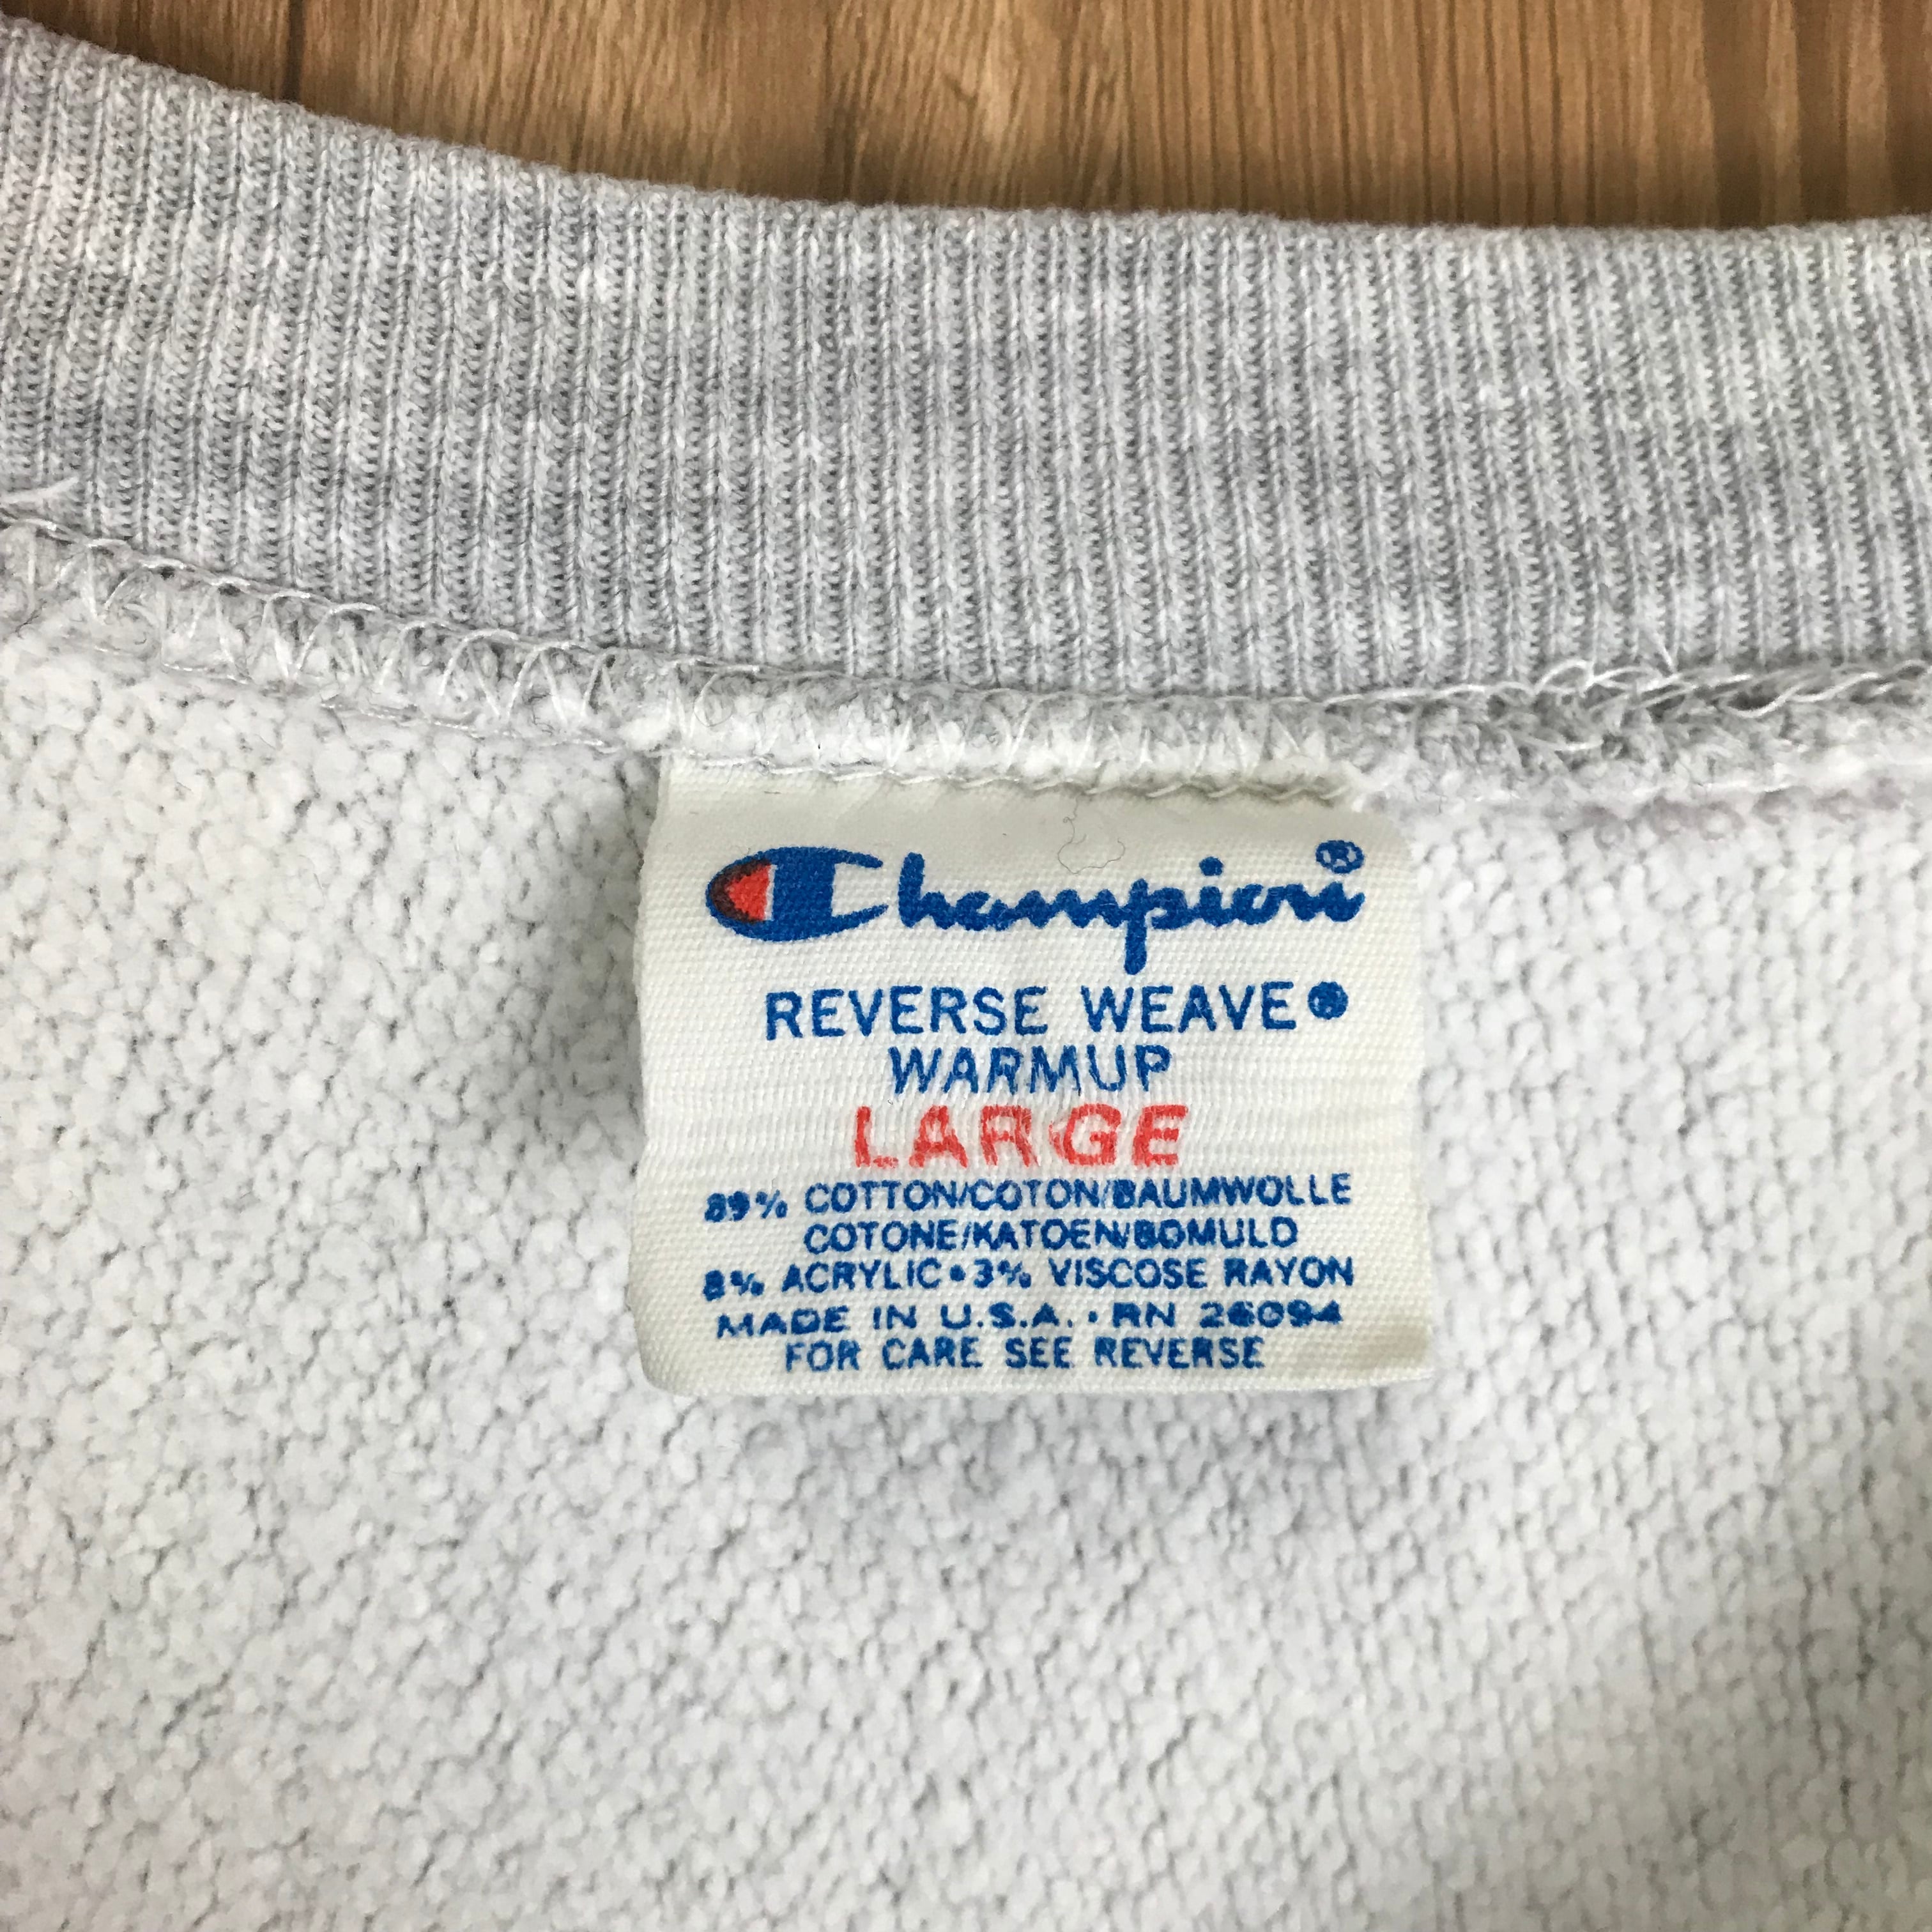 Champion®
REVERSE WEAVE®
WARMUP
LARGE
89% COTTON/COTON/BAUMWOLLE
COTONE/KATOEN/BOMULD
8% ACRYLIC • 3% VISCOSE RAYON
MADE IN U.S.A. • RN 26094
FOR CARE SEE REVERSE